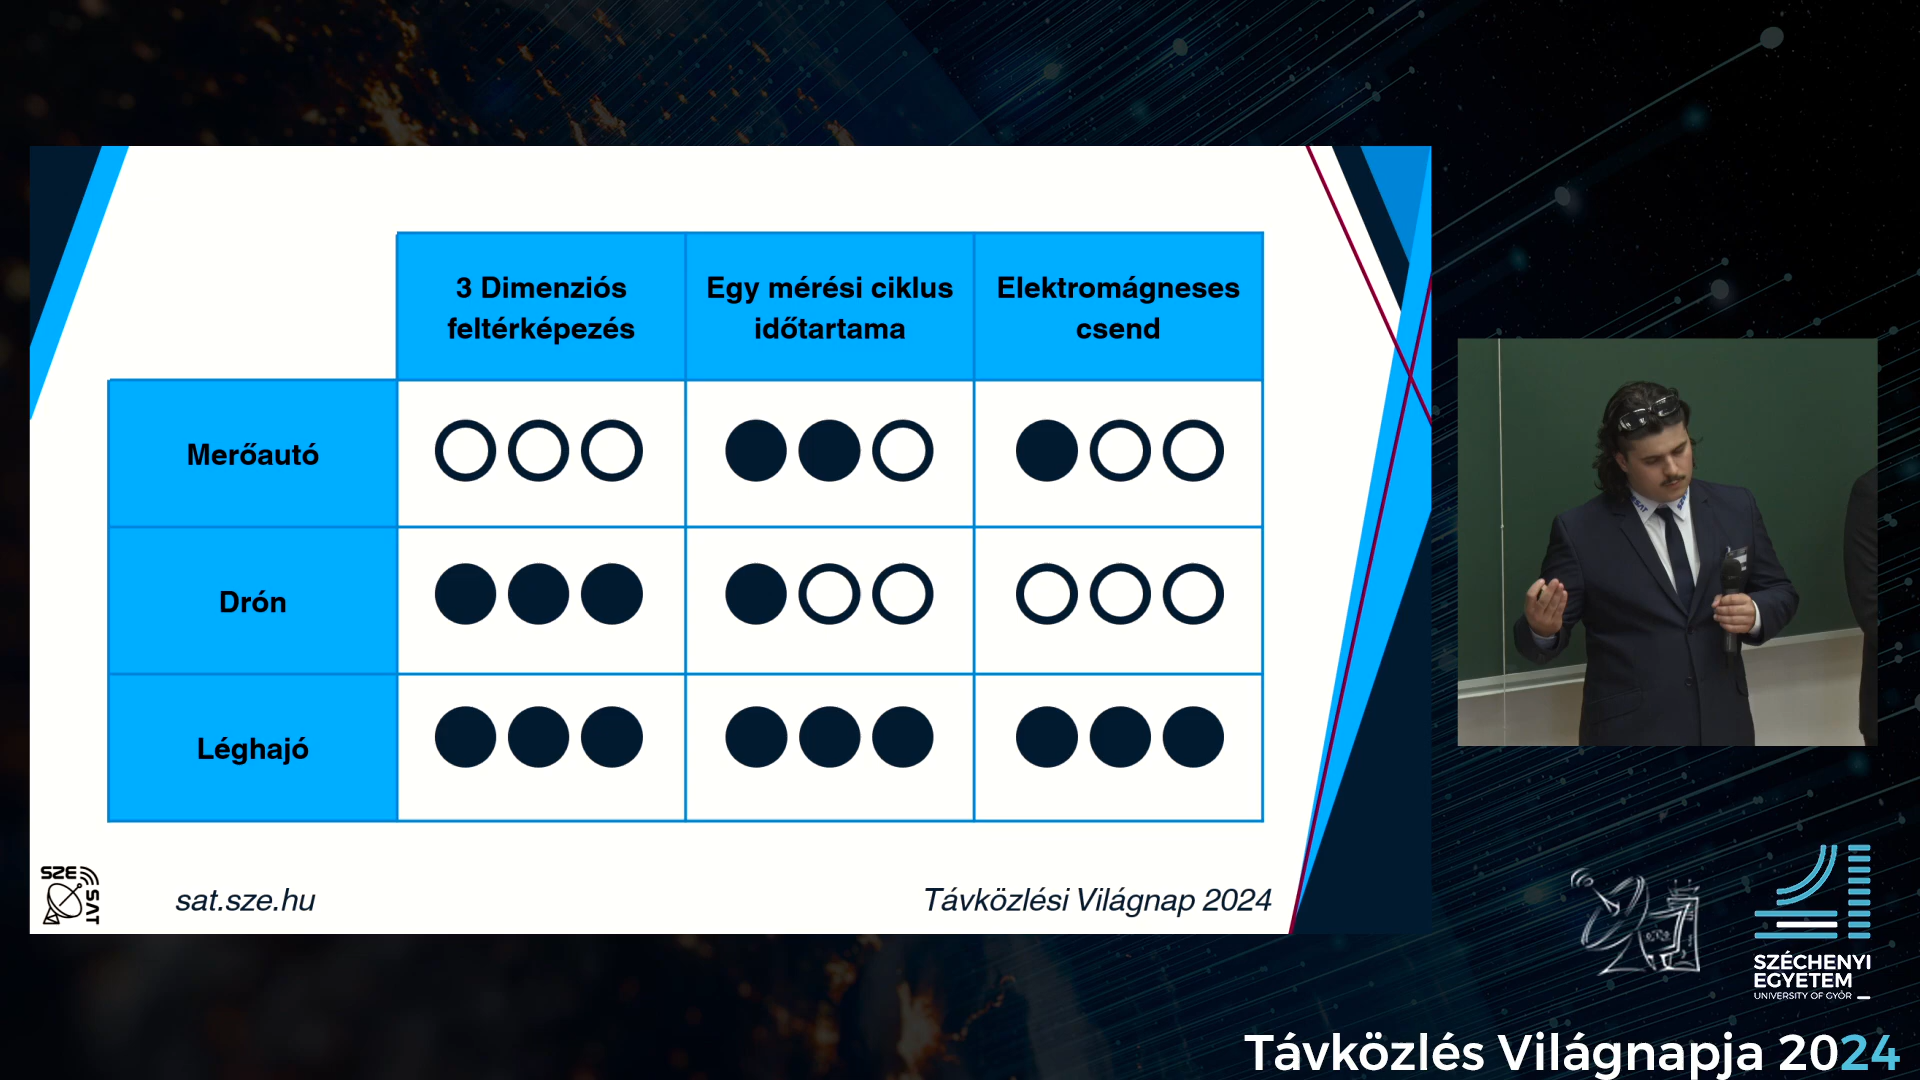 3 Dimenziós
feltérképezés
Egy mérési ciklus
időtartama
Elektromágneses
csend
Merőautó
Drón
Léghajó
SZE
SAT
sat.sze.hu
Távközlési Világnap 2024
SZÉCHENYI
EGYETEM
UNIVERSITY OF GYŐR
Távközlés Világnapja 2024